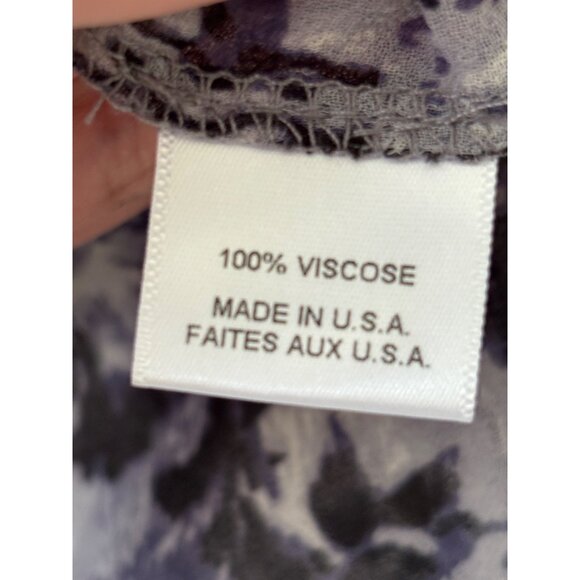 100% VISCOSE
MADE IN U.S.A.
FAITES AUX U.S.A.